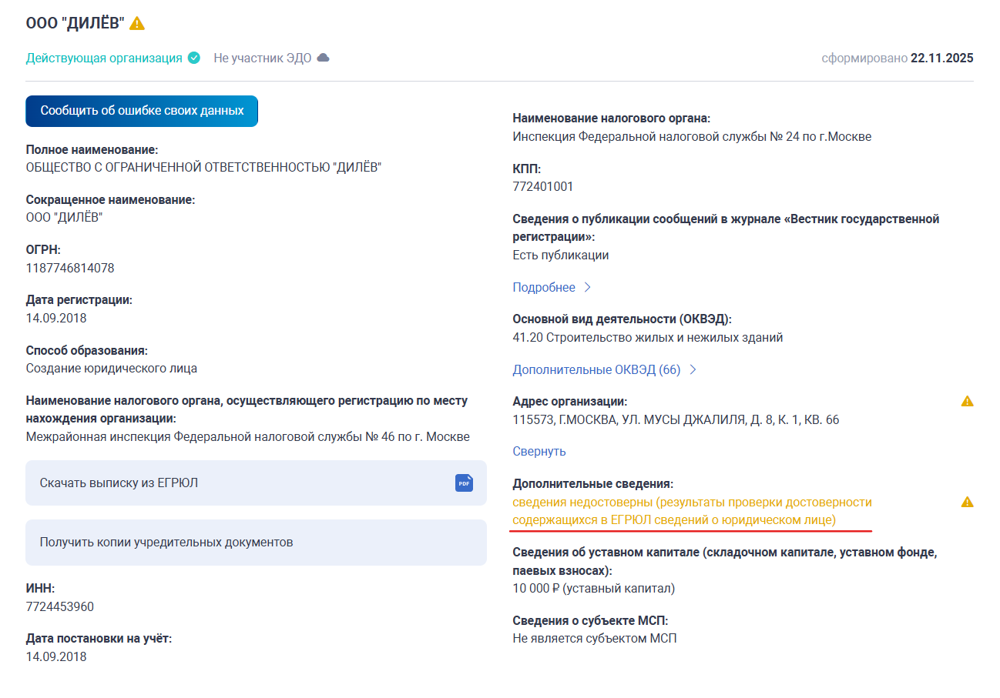 ООО "ДИЛЁВ"
Действующая организация
Не участник ЭДО
сформировано 22.11.2025
Сообщить об ошибке своих данных
Полное наименование:
ОБЩЕСТВО С ОГРАНИЧЕННОЙ ОТВЕТСТВЕННОСТЬЮ "ДИЛЁВ"
Сокращенное наименование:
ООО "ДИЛЁВ"
ОГРН:
1187746814078
Дата регистрации:
14.09.2018
Способ образования:
Создание юридического лица
Наименование налогового органа, осуществляющего регистрацию по месту
нахождения организации:
Межрайонная инспекция Федеральной налоговой службы № 46 по г. Москве
Скачать выписку из ЕГРЮЛ
PDF
Получить копии учредительных документов
ИНН:
7724453960
Дата постановки на учёт:
14.09.2018
Наименование налогового органа:
Инспекция Федеральной налоговой службы № 24 по г.Москве
КПП:
772401001
Сведения о публикации сообщений в журнале «Вестник государственной
регистрации»:
Есть публикации
Подробнее
Основной вид деятельности (ОКВЭД):
41.20 Строительство жилых и нежилых зданий
Дополнительные ОКВЭД (66)
Адрес организации:
115573, Г.МОСКВА, УЛ. МУСЫ ДЖАЛИЛЯ, Д. 8, К. 1, КВ. 66
Свернуть
Дополнительные сведения:
сведения недостоверны (результаты проверки достоверности
содержащихся в ЕГРЮЛ сведений о юридическом лице)
Сведения об уставном капитале (складочном капитале, уставном фонде,
паевых взносах):
10 000 ₽ (уставный капитал)
Сведения о субъекте МСП:
Не является субъектом МСП